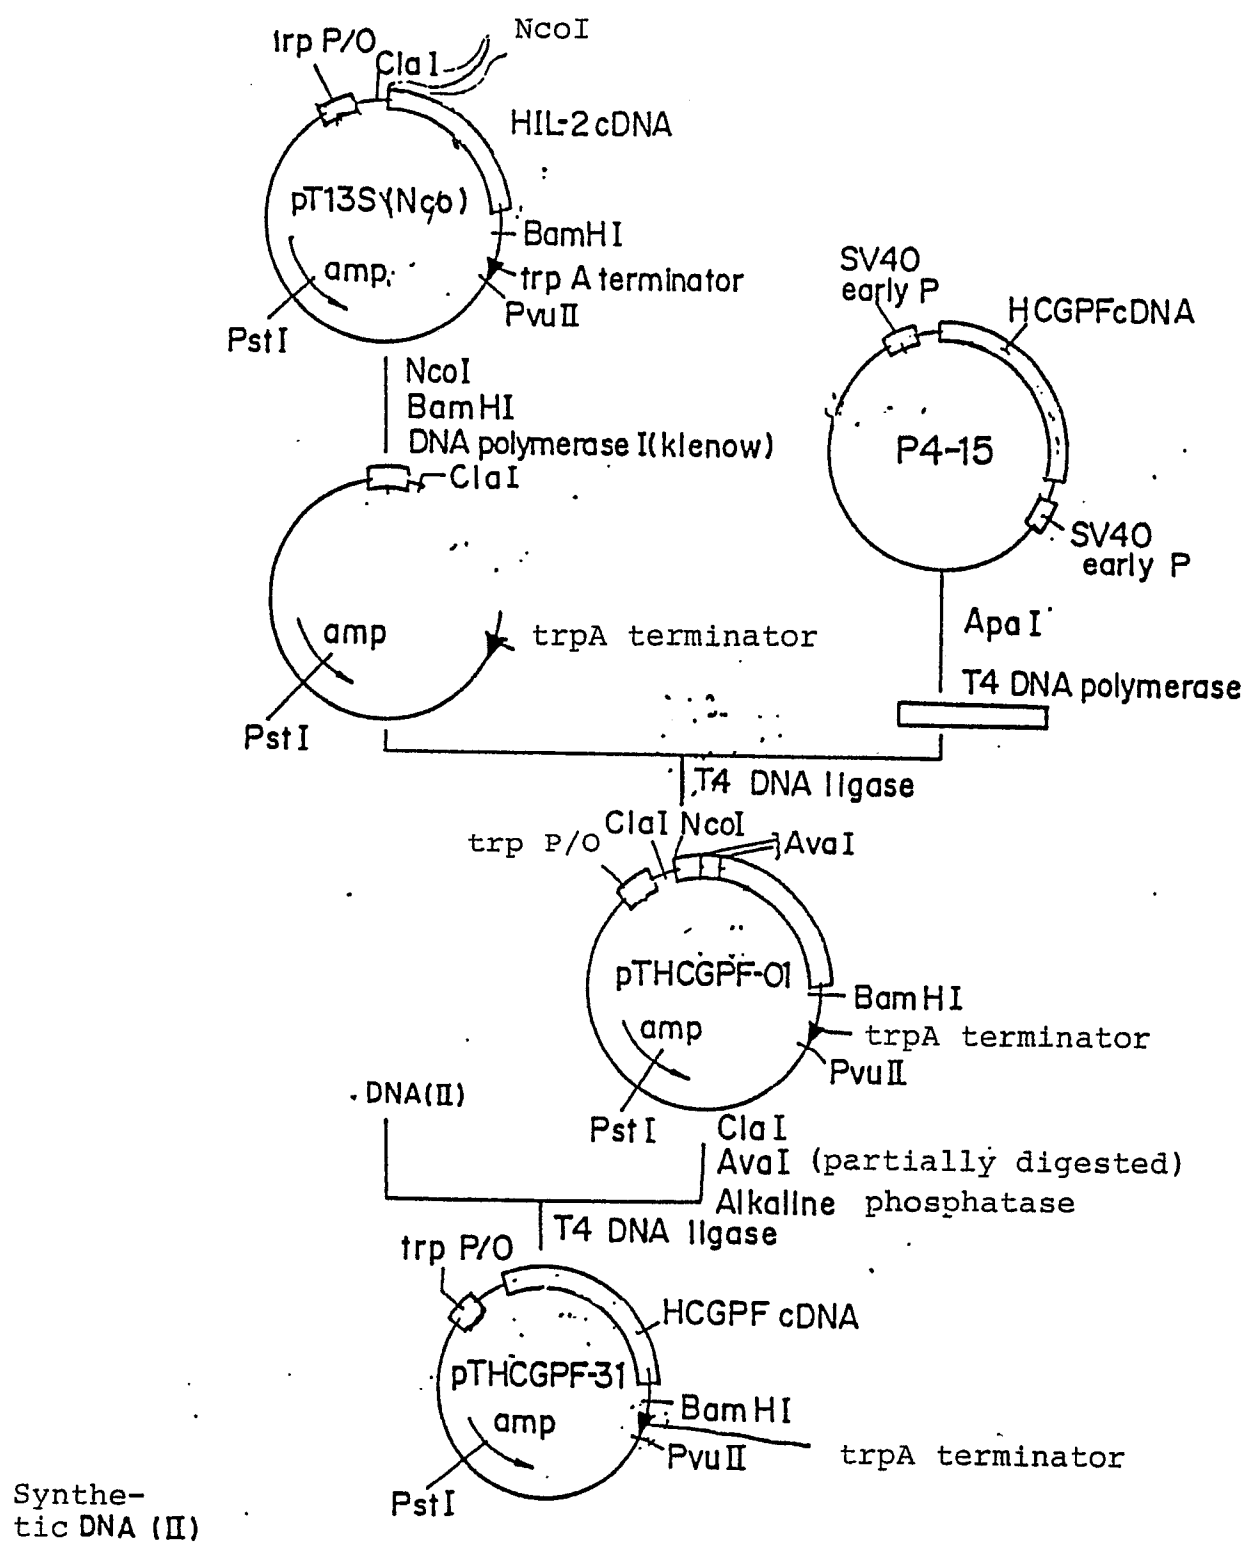 trp P/O
ClaI
NcoI
HIL-2 cDNA
pT13S(Nco)
BamHI
amp
trp A terminator
PvuII
PstI
SV40
early P
HCGPFcDNA
P4-15
SV40
early P
NcoI
BamHI
DNA polymerase I(klenow)
ClaI
amp
trpA terminator
PstI
ApaI
T4 DNA polymerase
T4 DNA ligase
trp P/O
ClaI NcoI
AvaI
pTHCGPF-01
BamHI
amp
trpA terminator
PvuII
PstI
DNA(II)
ClaI
AvaI (partially digested)
Alkaline phosphatase
T4 DNA ligase
trp P/O
HCGPF cDNA
pTHCGPF-31
BamHI
amp
trpA terminator
PvuII
PstI
Synthe-
tic DNA (II)